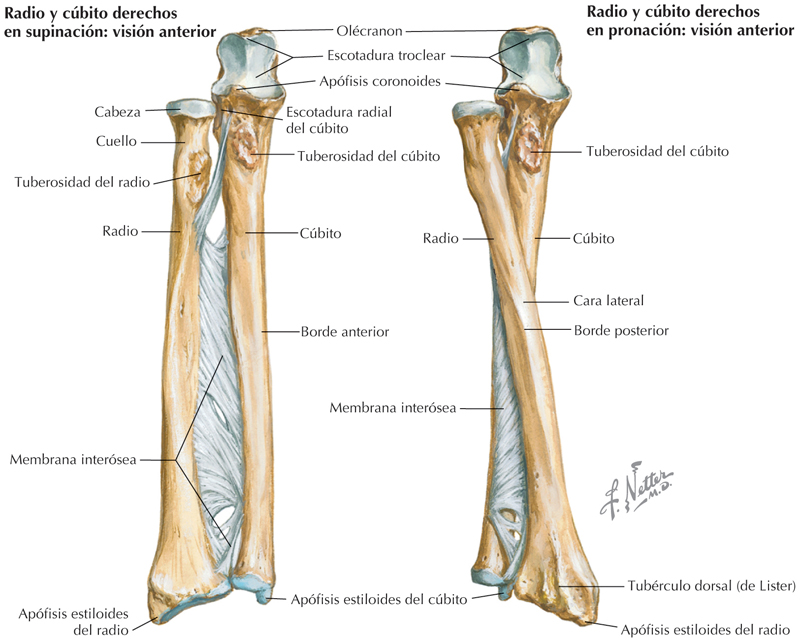 Radio y cúbito derechos
en supinación: visión anterior
Radio y cúbito derechos
en pronación: visión anterior
Olécranon
Escotadura troclear
Apófisis coronoides
Cabeza
Escotadura radial
del cúbito
Cuello
Tuberosidad del cúbito
Tuberosidad del cúbito
Tuberosidad del radio
Radio
Cúbito
Radio
Cúbito
Cara lateral
Borde anterior
Borde posterior
Membrana interósea
Membrana interósea
F. Netter
M.D.
Tubérculo dorsal (de Lister)
Apófisis estiloides del cúbito
Apófisis estiloides
del radio
Apófisis estiloides del radio